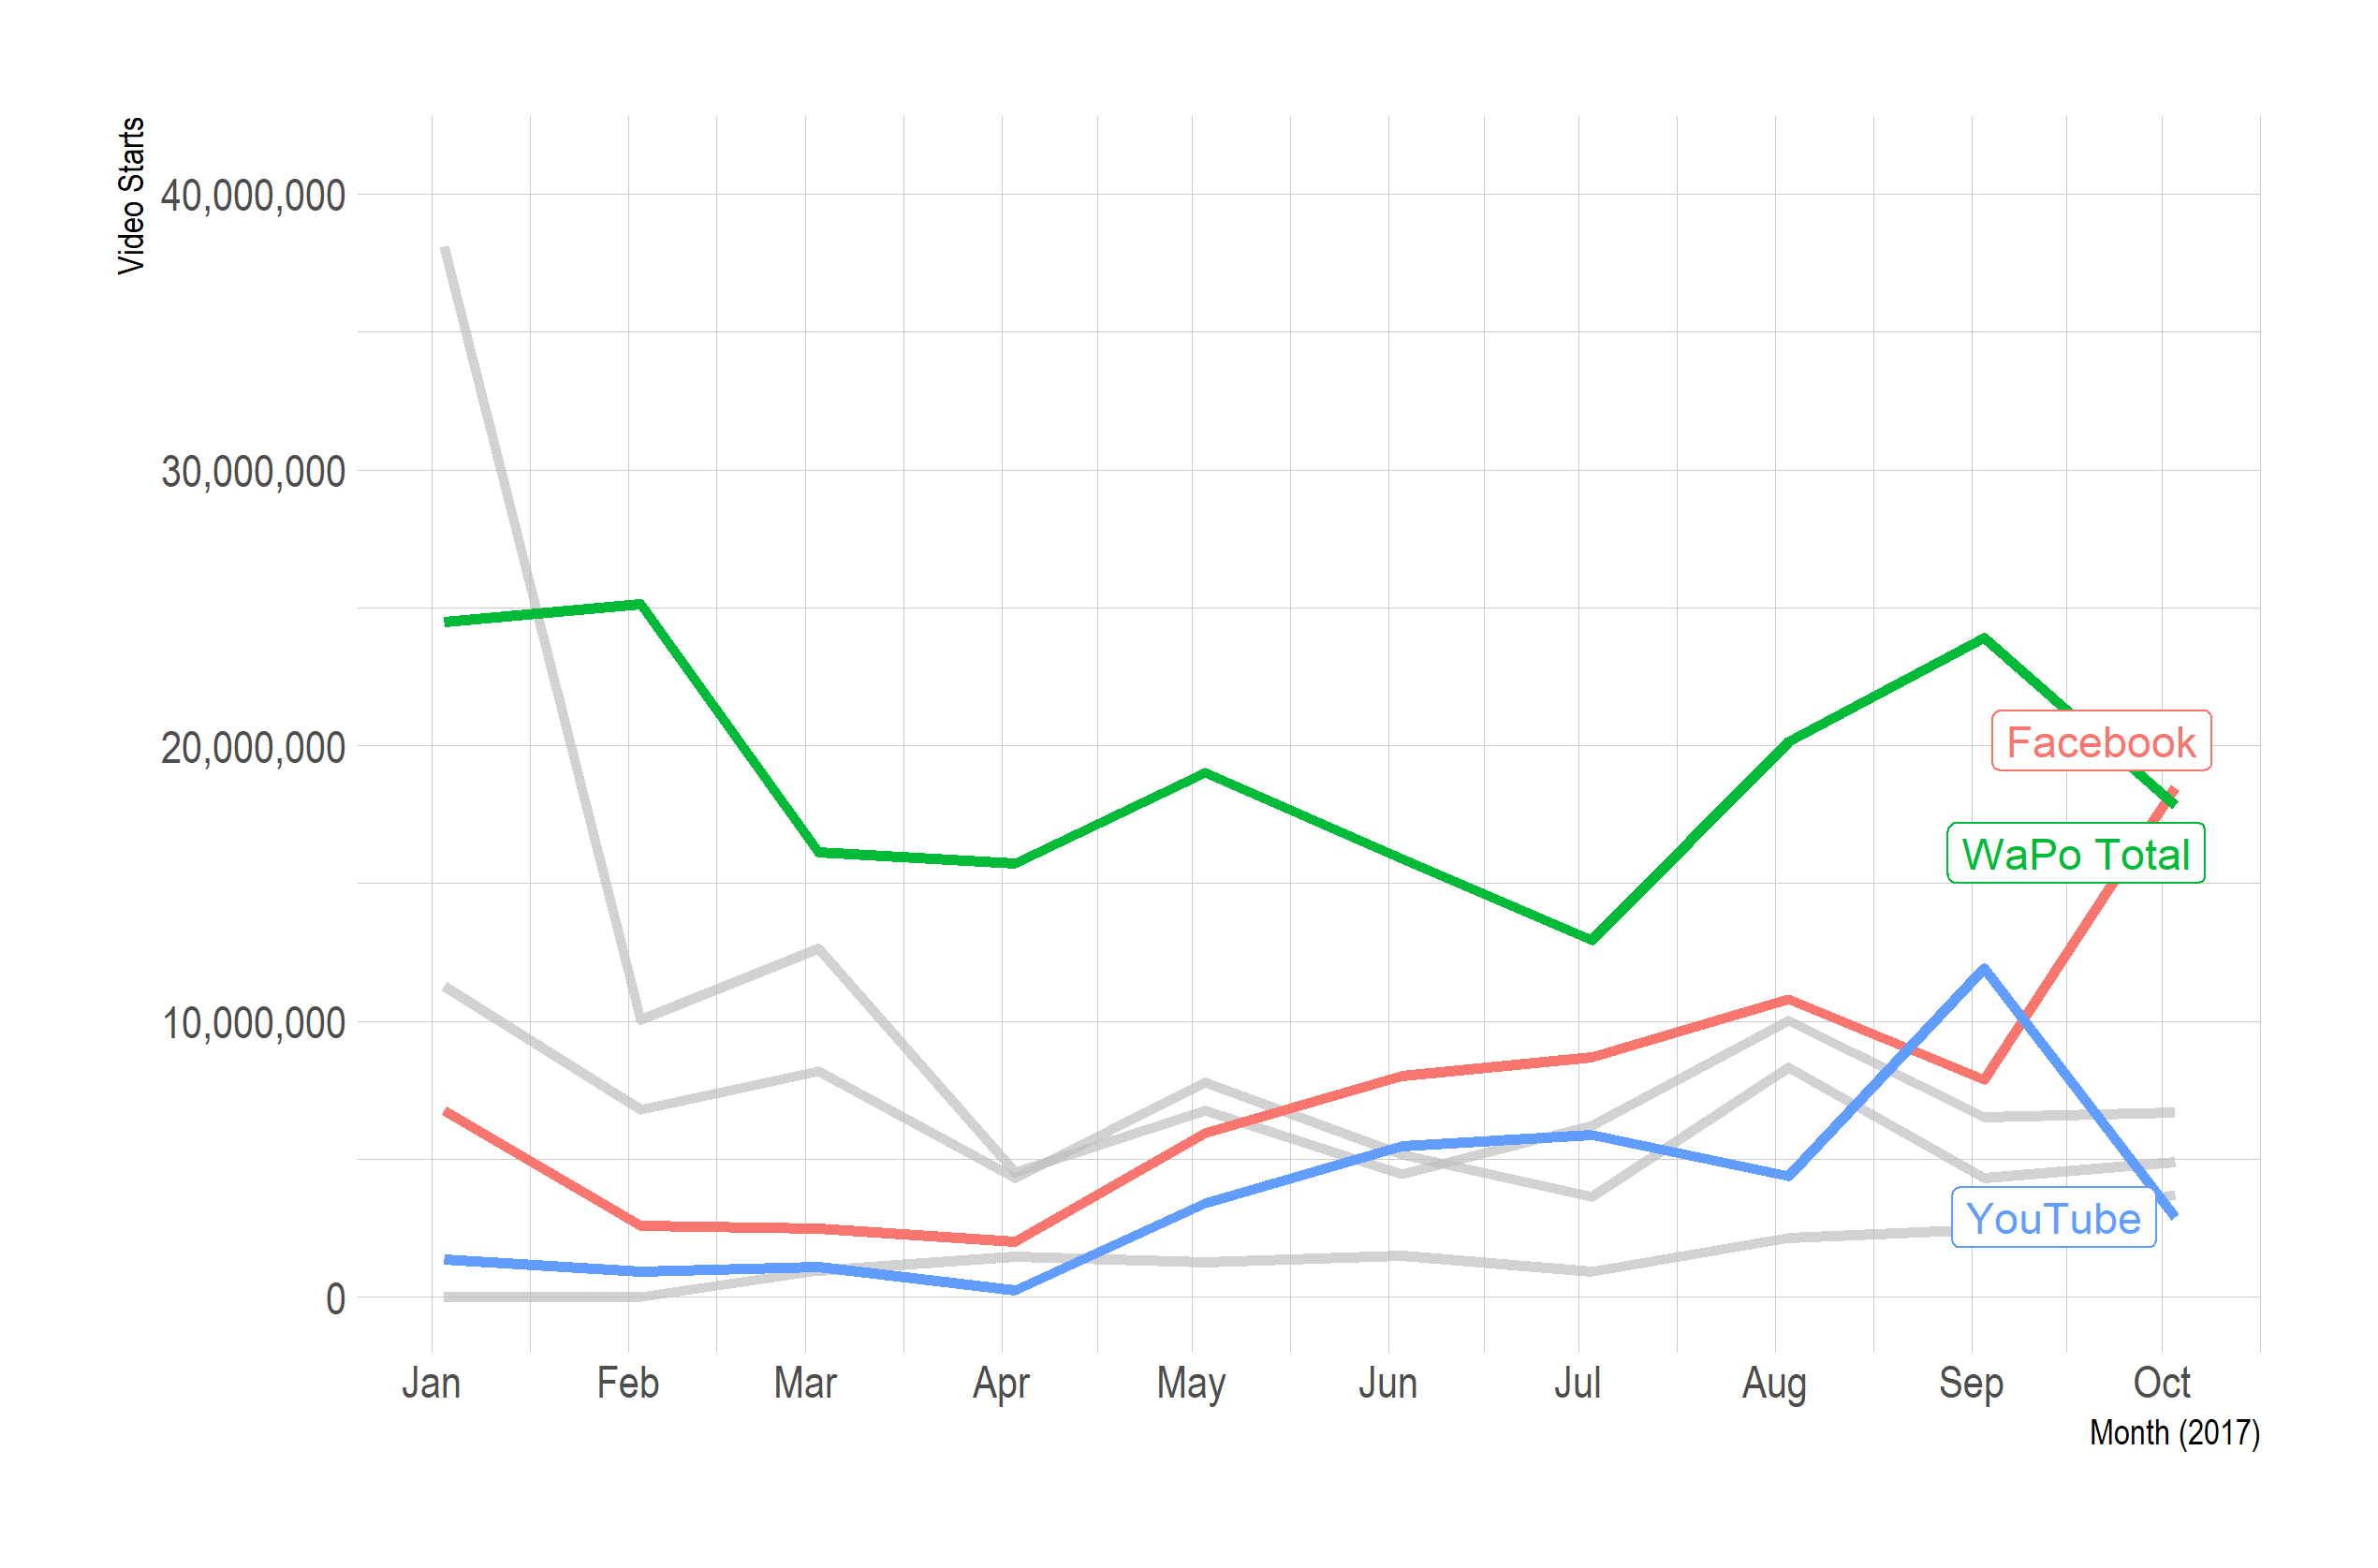 Video Starts
40,000,000
30,000,000
20,000,000
10,000,000
0
Facebook
WaPo Total
YouTube
Jan Feb Mar Apr May Jun Jul Aug Sep Oct
Month (2017)